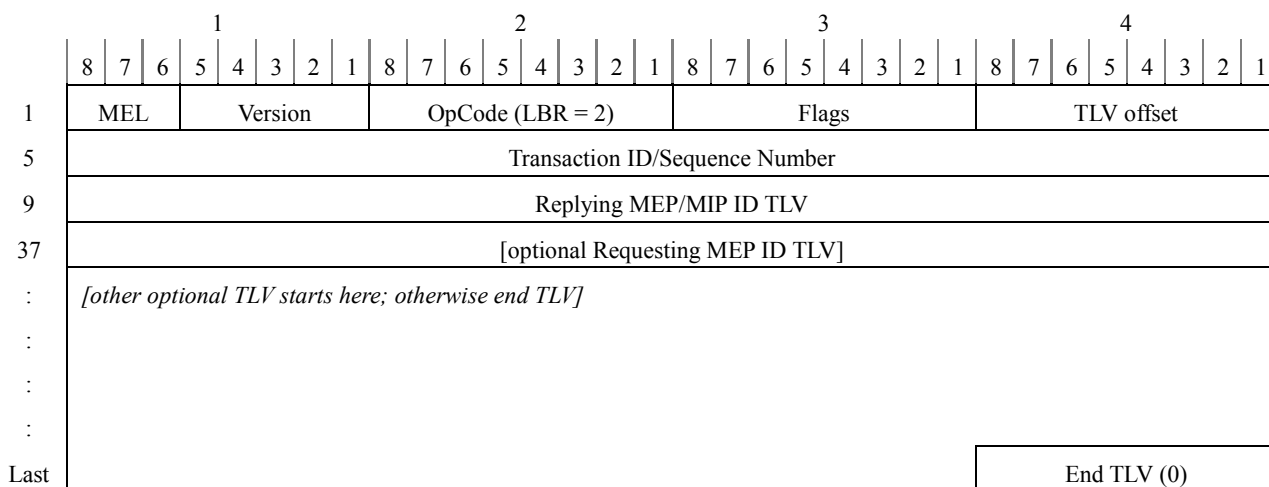 1 2 3 4
8 7 6 5 4 3 2 1 8 7 6 5 4 3 2 1 8 7 6 5 4 3 2 1 8 7 6 5 4 3 2 1
1 MEL Version OpCode (LBR = 2) Flags TLV offset
5 Transaction ID/Sequence Number
9 Replying MEP/MIP ID TLV
37 [optional Requesting MEP ID TLV]
: [other optional TLV starts here; otherwise end TLV]
:
:
:
Last End TLV (0)